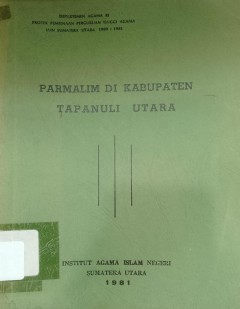 DEPARTEMEN AGAMA RI
PROYEK PEMBINAAN PERGURUAN TINGGI AGAMA
IAIN SUMATERA UTARA 1980 / 1981
PARMALIM DI KABUPATEN
TAPANULI UTARA
INSTITUT AGAMA ISLAM NEGERI
SUMATERA UTARA
1981